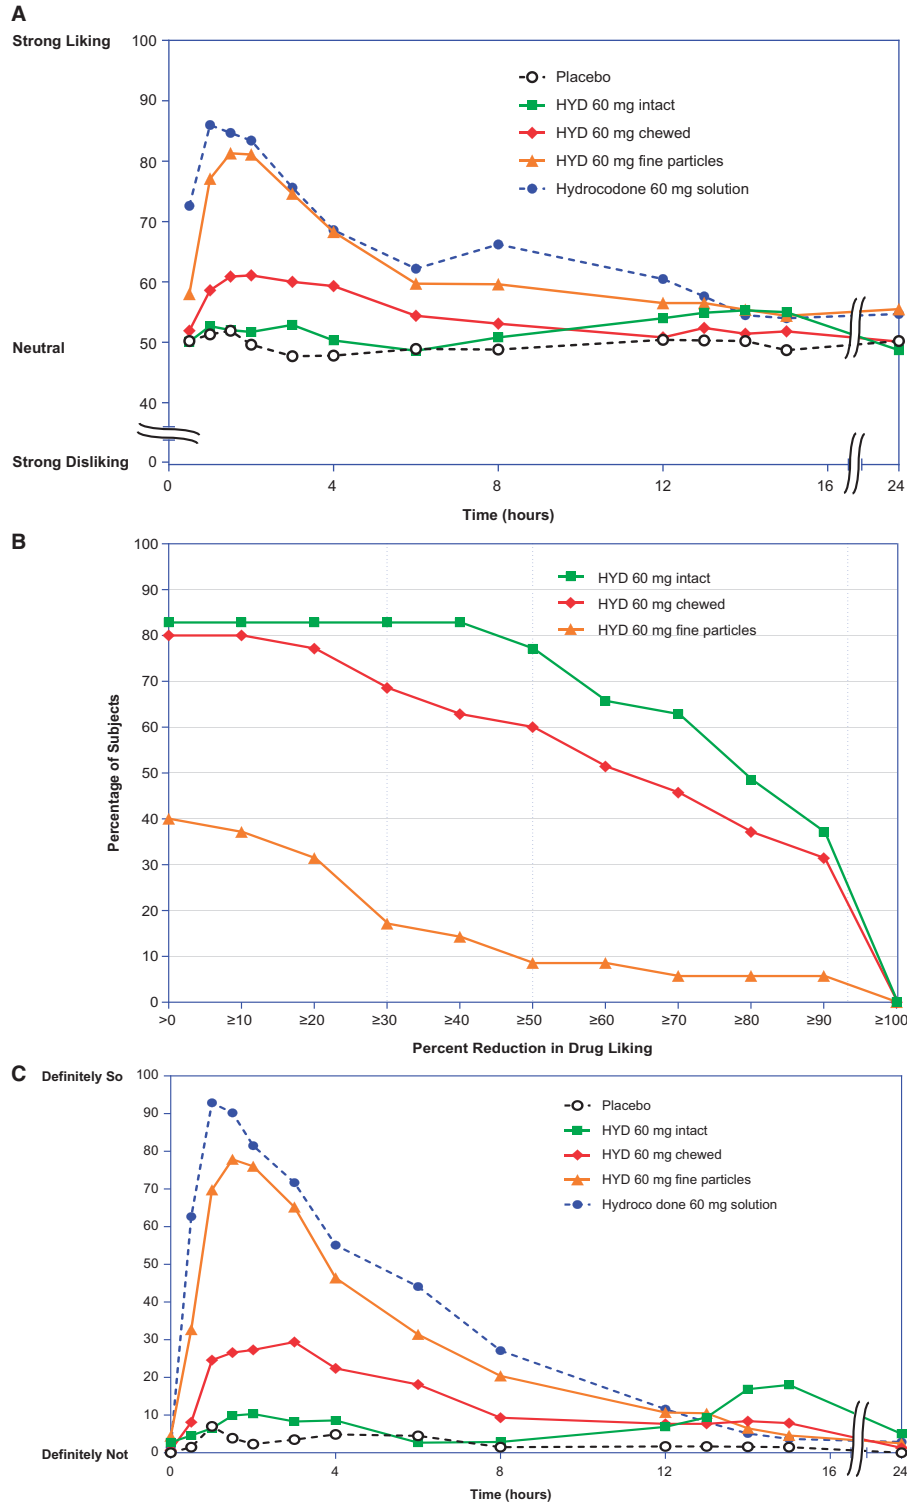 A
Strong Liking
100
90
80
70
60
Neutral
50
40
Strong Disliking
0
Placebo
HYD 60 mg intact
HYD 60 mg chewed
HYD 60 mg fine particles
Hydrocodone 60 mg solution
0 4 8 12 16 24
Time (hours)
B
Percentage of Subjects
100
90
80
70
60
50
40
30
20
10
0
HYD 60 mg intact
HYD 60 mg chewed
HYD 60 mg fine particles
>0 ≥10 ≥20 ≥30 ≥40 ≥50 ≥60 ≥70 ≥80 ≥90 ≥100
Percent Reduction in Drug Liking
C
Definitely So
100
90
80
70
60
50
40
30
20
10
Definitely Not
0
Placebo
HYD 60 mg intact
HYD 60 mg chewed
HYD 60 mg fine particles
Hydroco done 60 mg solution
0 4 8 12 16 24
Time (hours)